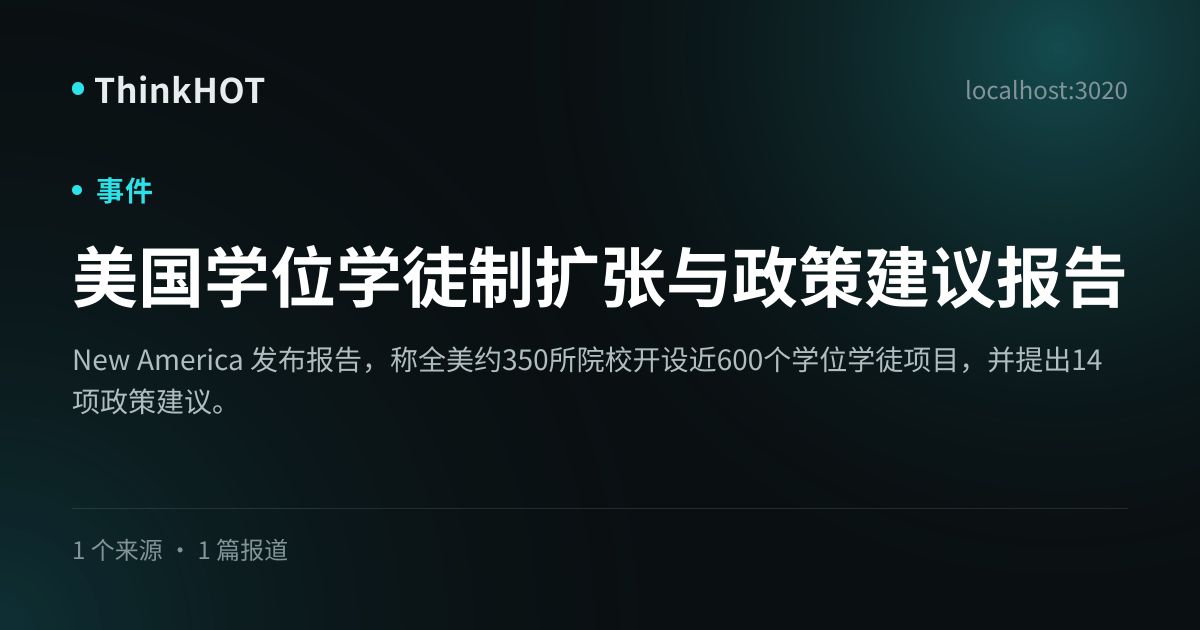 ThinkHOT
localhost:3020
事件
美国学位学徒制扩张与政策建议报告
New America 发布报告，称全美约350所院校开设近600个学位学徒项目，并提出14
项政策建议。
1 个来源 · 1 篇报道